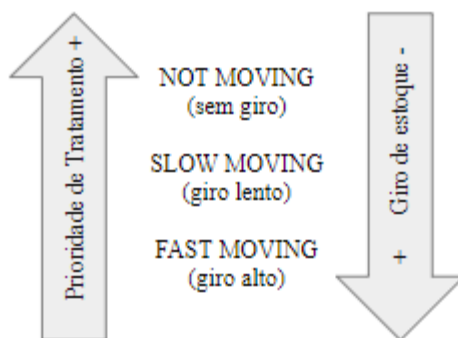 Prioridade de Tratamento +
NOT MOVING
(sem giro)
SLOW MOVING
(giro lento)
FAST MOVING
(giro alto)
+ Giro de estoque -